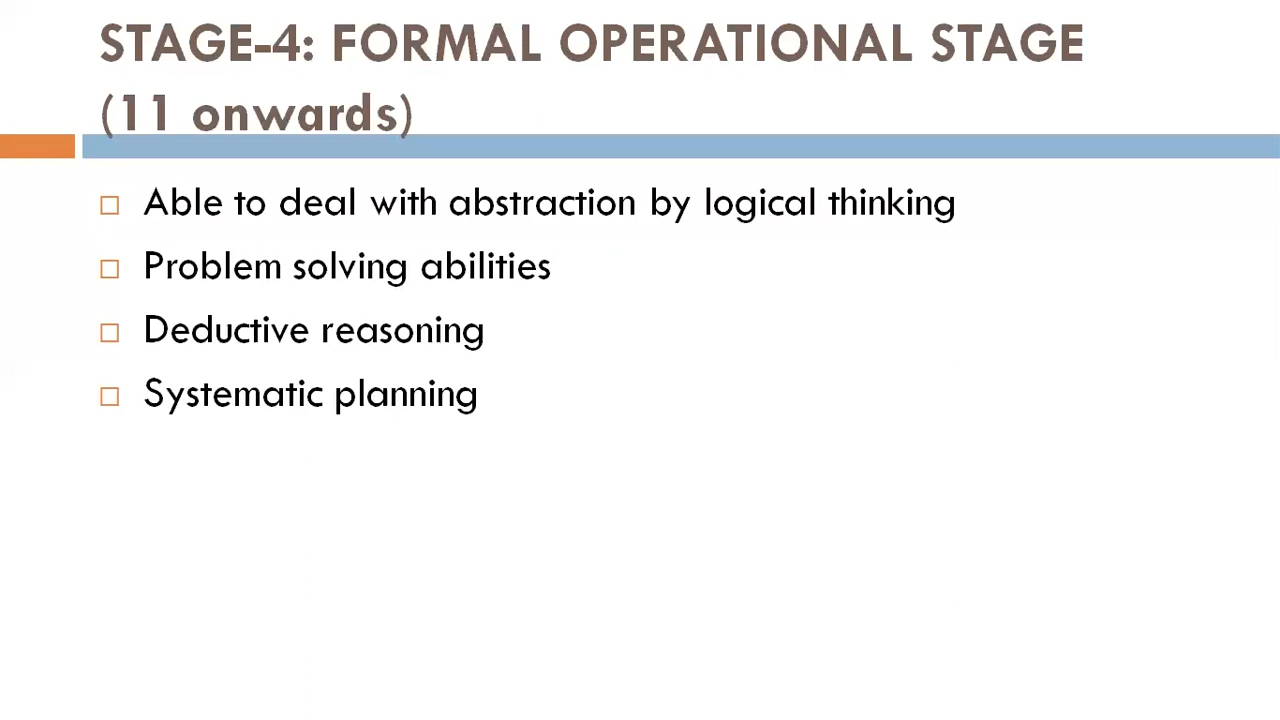 STAGE-4: FORMAL OPERATIONAL STAGE
(11 onwards)
Able to deal with abstraction by logical thinking
Problem solving abilities
Deductive reasoning
Systematic planning